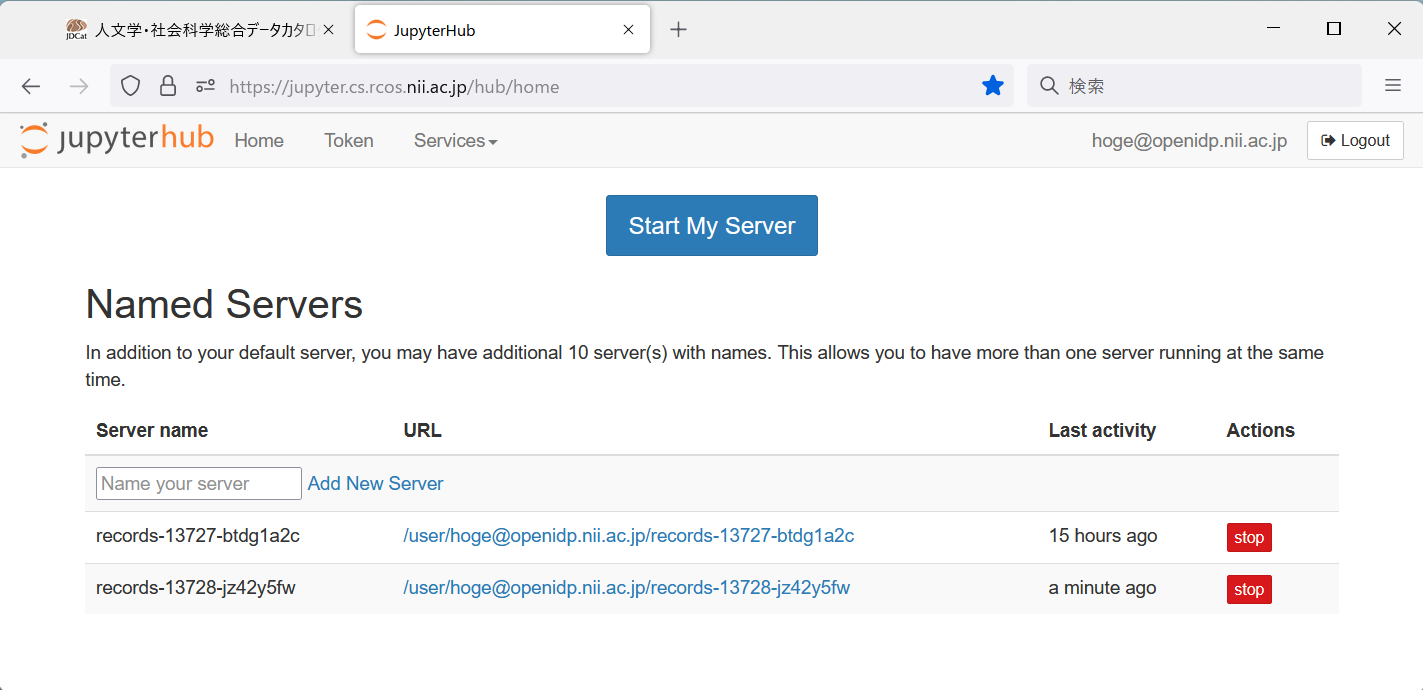 JDCat 人文学・社会科学総合データカタロ
JupyterHub
https://jupyter.cs.rcos.nii.ac.jp/hub/home
検索
jupyterhub Home Token Services hoge@openidp.nii.ac.jp Logout
Start My Server
Named Servers
In addition to your default server, you may have additional 10 server(s) with names. This allows you to have more than one server running at the same
time.
Server name URL Last activity Actions
Name your server Add New Server
records-13727-btdg1a2c /user/hoge@openidp.nii.ac.jp/records-13727-btdg1a2c 15 hours ago stop
records-13728-jz42y5fw /user/hoge@openidp.nii.ac.jp/records-13728-jz42y5fw a minute ago stop